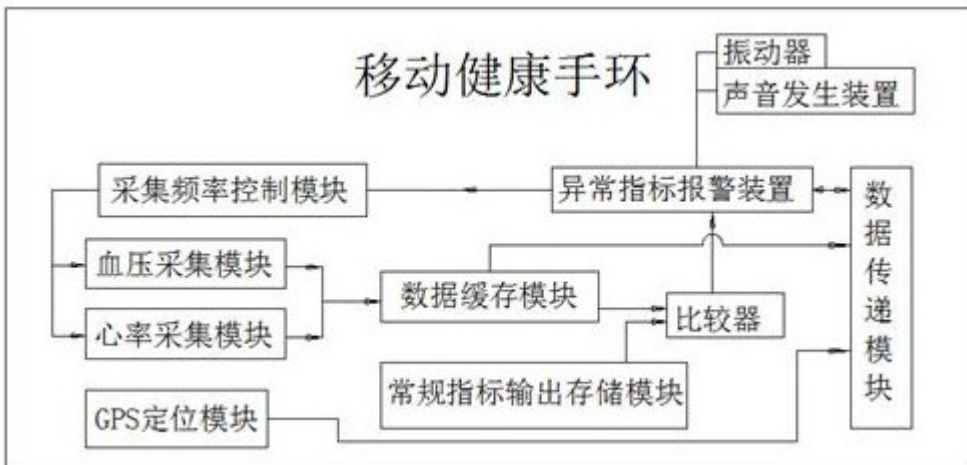 移动健康手环
振动器
声音发生装置
采集频率控制模块
异常指标报警装置
数据传递模块
血压采集模块
数据缓存模块
心率采集模块
比较器
常规指标输出存储模块
GPS定位模块